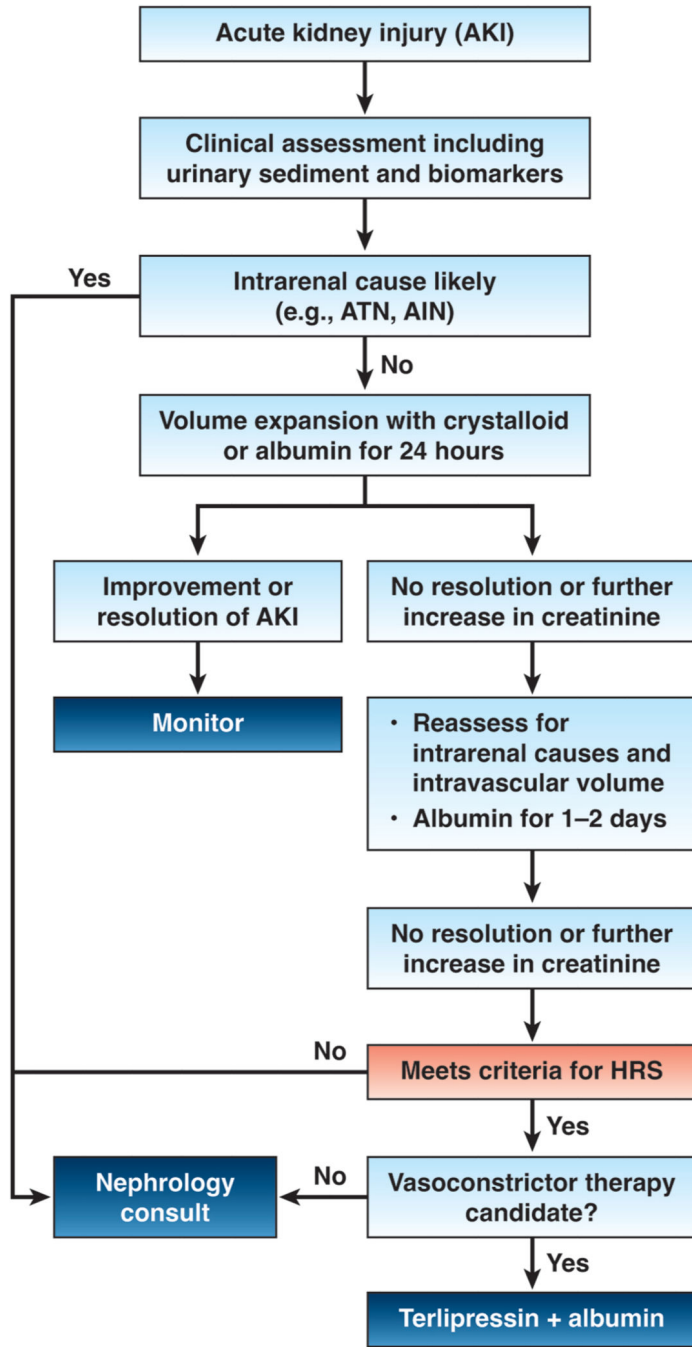 Acute kidney injury (AKI)
Clinical assessment including
urinary sediment and biomarkers
Yes
Intrarenal cause likely
(e.g., ATN, AIN)
No
Volume expansion with crystalloid
or albumin for 24 hours
Improvement or
resolution of AKI
No resolution or further
increase in creatinine
Monitor
• Reassess for
intrarenal causes and
intravascular volume
• Albumin for 1–2 days
No resolution or further
increase in creatinine
No
Meets criteria for HRS
Yes
Nephrology
consult
No
Vasoconstrictor therapy
candidate?
Yes
Terlipressin + albumin